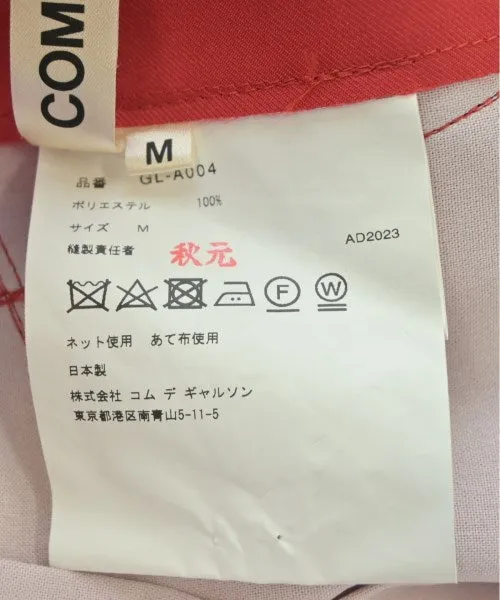 COM
M
品番 GL-A004
ポリエステル 100%
サイズ M
縫製責任者 秋元
AD2023
F W
ネット使用 あて布使用
日本製
株式会社 コム デ ギャルソン
東京都港区南青山5-11-5